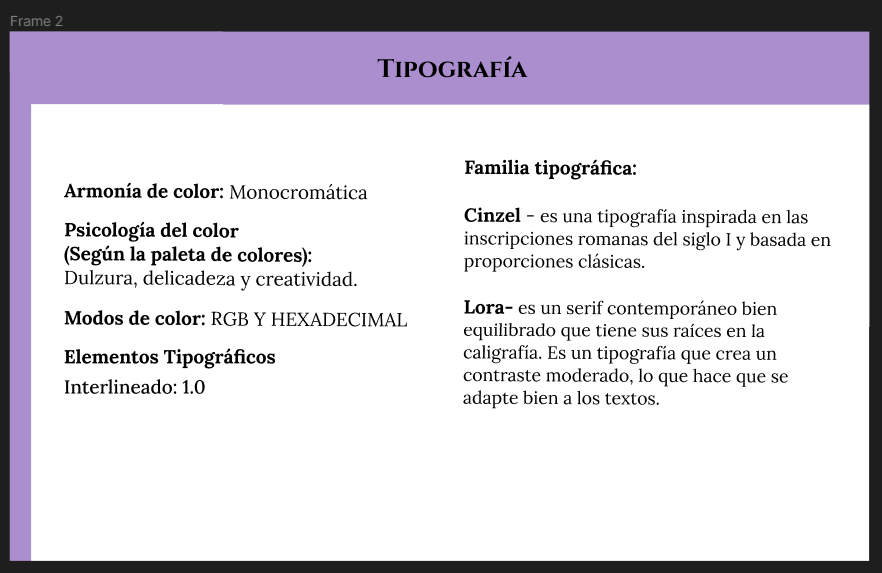 Frame 2
Tipografía
Armonía de color: Monocromática
Psicología del color
(Según la paleta de colores):
Dulzura, delicadeza y creatividad.
Modos de color: RGB Y HEXADECIMAL
Elementos Tipográficos
Interlineado: 1.0
Familia tipográfica:
Cinzel - es una tipografía inspirada en las
inscripciones romanas del siglo I y basada en
proporciones clásicas.
Lora- es un serif contemporáneo bien
equilibrado que tiene sus raíces en la
caligrafía. Es un tipografía que crea un
contraste moderado, lo que hace que se
adapte bien a los textos.